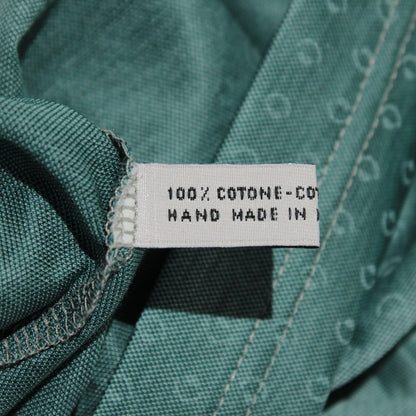 100% COTONE-CO
HAND MADE IN